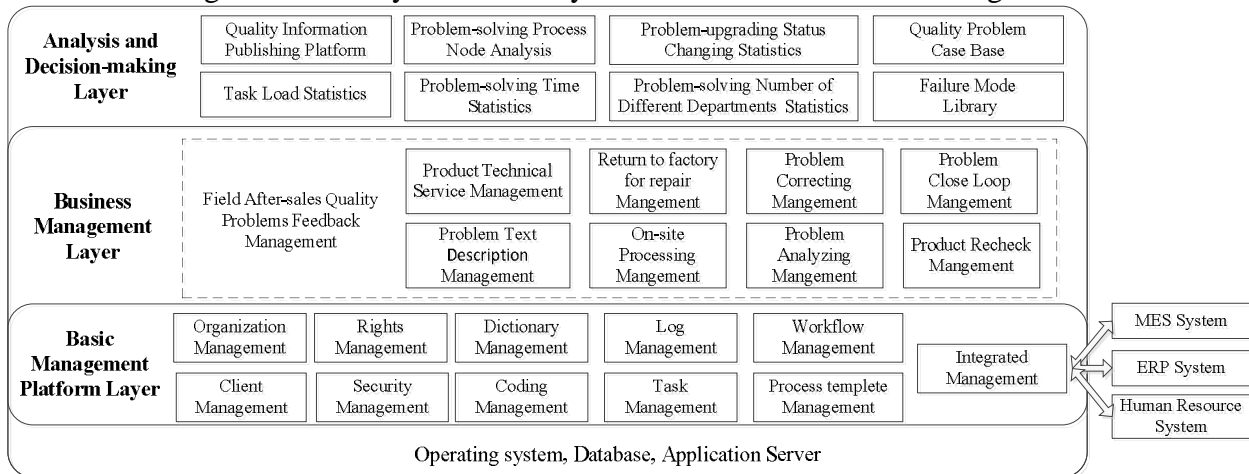 Analysis and
Decision-making
Layer
Quality Information
Publishing Platform
Problem-solving Process
Node Analysis
Problem-upgrading Status
Changing Statistics
Quality Problem
Case Base
Task Load Statistics
Problem-solving Time
Statistics
Problem-solving Number of
Different Departments Statistics
Failure Mode
Library
Business
Management
Layer
Field After-sales Quality
Problems Feedback
Management
Product Technical
Service Management
Return to factory
for repair
Mangement
Problem
Correcting
Mangement
Problem
Close Loop
Mangement
Problem Text
Description
Management
On-site
Processing
Mangement
Problem
Analyzing
Mangement
Product Recheck
Mangement
Basic
Management
Platform Layer
Organization
Management
Rights
Management
Dictionary
Management
Log
Management
Workflow
Management
Client
Management
Security
Management
Coding
Management
Task
Management
Process templete
Management
Integrated
Management
MES System
ERP System
Human Resource
System
Operating system, Database, Application Server